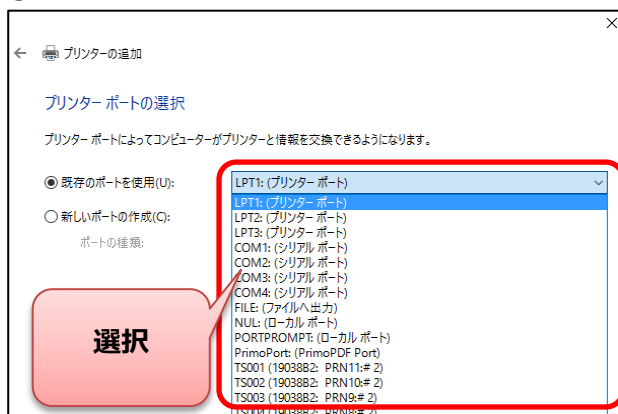 プリンターの追加
プリンター ポートの選択
プリンター ポートによってコンピューターがプリンターと情報を交換できるようになります。
既存のポートを使用(U):
LPT1: (プリンター ポート)
LPT1: (プリンター ポート)
新しいポートの作成(C):
LPT2: (プリンター ポート)
ポートの種類:
LPT3: (プリンター ポート)
COM1: (シリアル ポート)
COM2: (シリアル ポート)
COM3: (シリアル ポート)
COM4: (シリアル ポート)
FILE: (ファイルへ出力)
NUL: (ローカル ポート)
PORTPROMPT: (ローカル ポート)
PrimoPort: (PrimoPDF Port)
TS001 (19038B2: PRN11:# 2)
TS002 (19038B2: PRN10:# 2)
TS003 (19038B2: PRN9:# 2)
TS004 (19038B2: PRN8:# 2)
選択